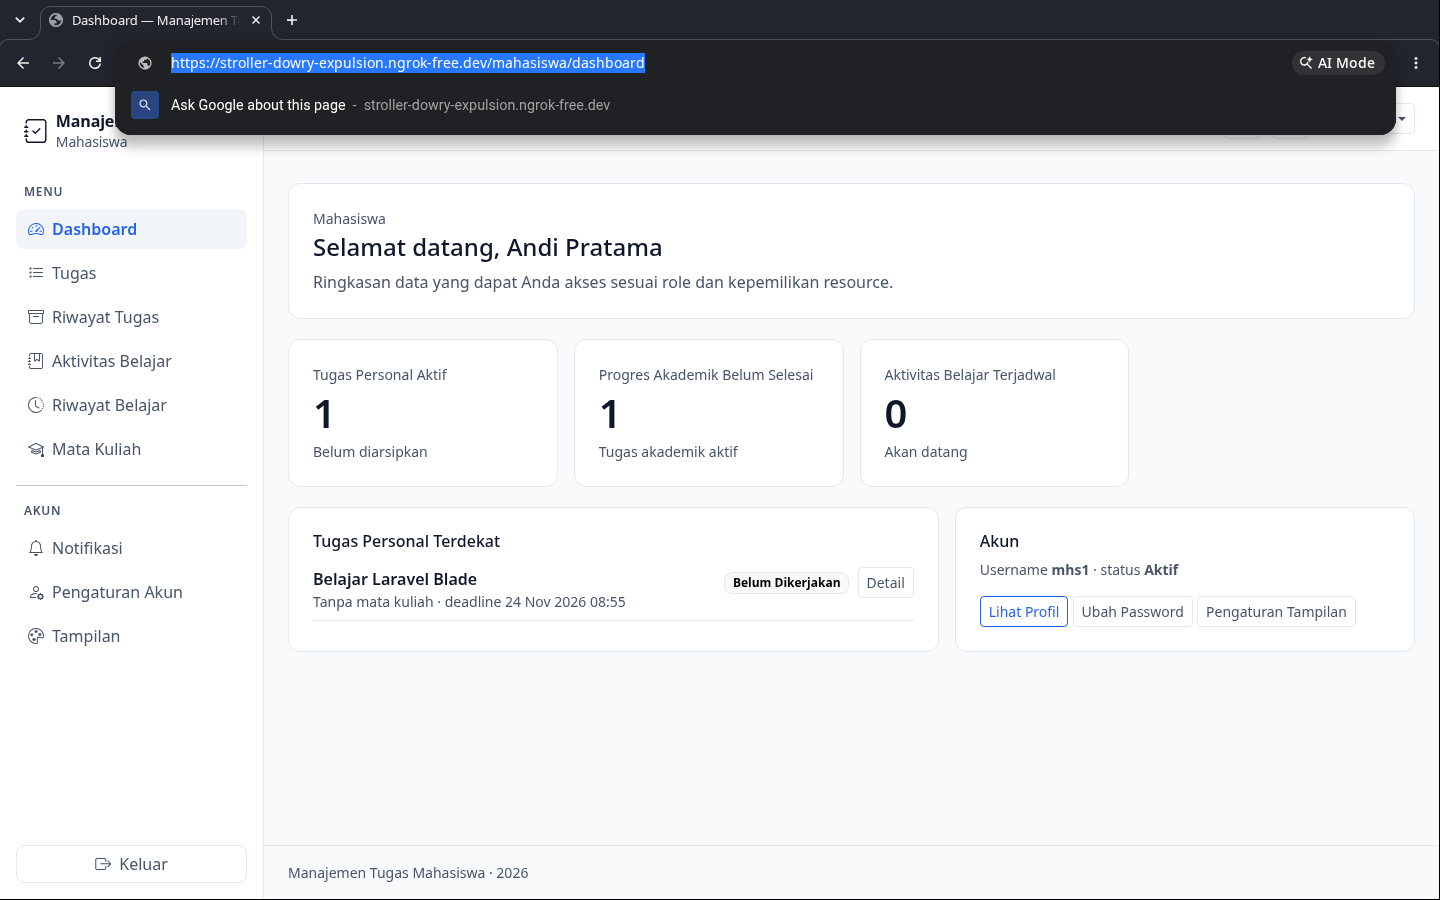 Dashboard — Manajemen T
https://stroller-dowry-expulsion.ngrok-free.dev/mahasiswa/dashboard
AI Mode
Ask Google about this page - stroller-dowry-expulsion.ngrok-free.dev
Manaje
Mahasiswa
MENU
Dashboard
Tugas
Riwayat Tugas
Aktivitas Belajar
Riwayat Belajar
Mata Kuliah
AKUN
Notifikasi
Pengaturan Akun
Tampilan
Keluar
Mahasiswa
Selamat datang, Andi Pratama
Ringkasan data yang dapat Anda akses sesuai role dan kepemilikan resource.
Tugas Personal Aktif
1
Belum diarsipkan
Progres Akademik Belum Selesai
1
Tugas akademik aktif
Aktivitas Belajar Terjadwal
0
Akan datang
Tugas Personal Terdekat
Belajar Laravel Blade
Tanpa mata kuliah · deadline 24 Nov 2026 08:55
Belum Dikerjakan
Detail
Akun
Username mhs1 · status Aktif
Lihat Profil
Ubah Password
Pengaturan Tampilan
Manajemen Tugas Mahasiswa · 2026